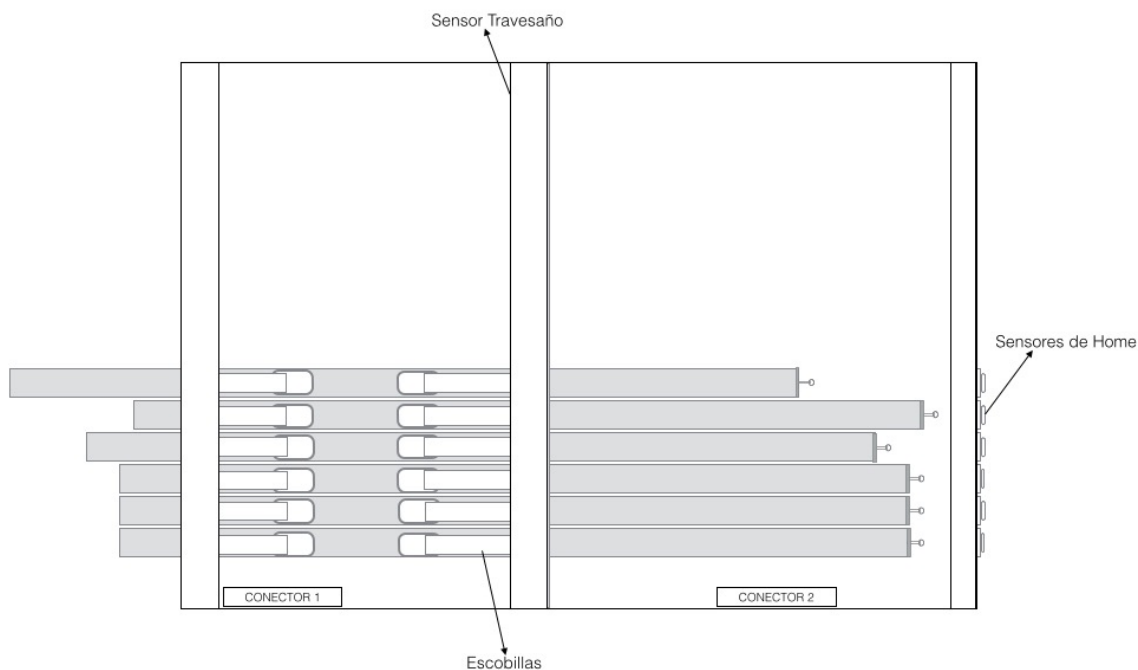 Sensor Travesaño
Sensores de Home
CONECTOR 1
CONECTOR 2
Escobillas